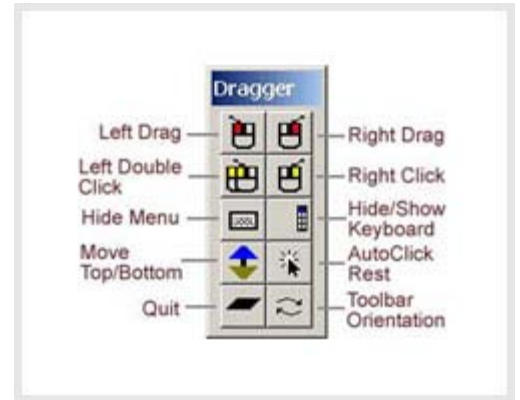 Dragger
Left Drag
Right Drag
Left Double
Click
Right Click
Hide Menu
Hide/Show
Keyboard
Move
Top/Bottom
AutoClick
Rest
Quit
Toolbar
Orientation